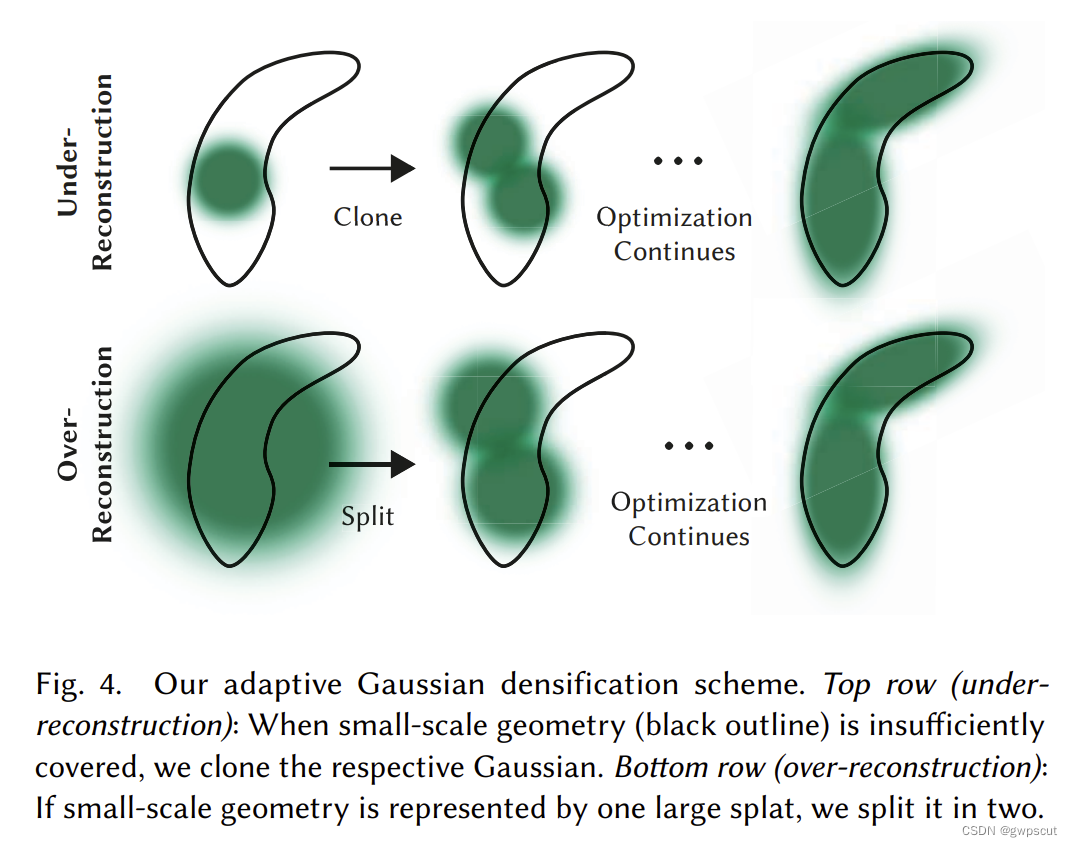 Under-
Reconstruction
Clone
Optimization
Continues
Over-
Reconstruction
Split
Optimization
Continues
Fig. 4. Our adaptive Gaussian densification scheme. Top row (under-
reconstruction): When small-scale geometry (black outline) is insufficiently
covered, we clone the respective Gaussian. Bottom row (over-reconstruction):
If small-scale geometry is represented by one large splat, we split it in two.
CSDN @gwpscut